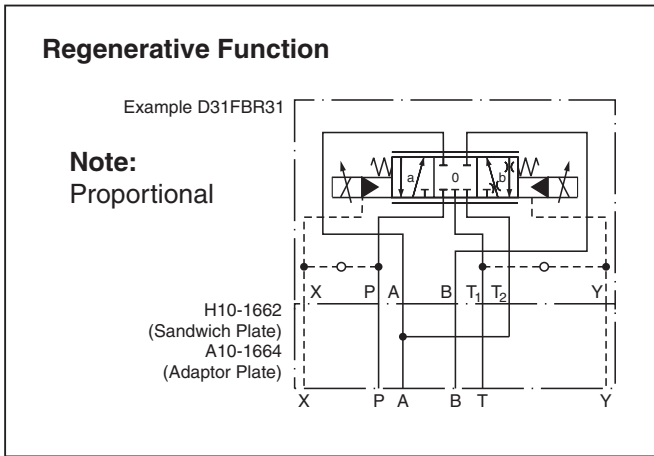 Regenerative Function
Example D31FBR31
Note:
Proportional
a 0 b
X P A B T1 T2 Y
H10-1662
(Sandwich Plate)
A10-1664
(Adaptor Plate)
X P A B T Y